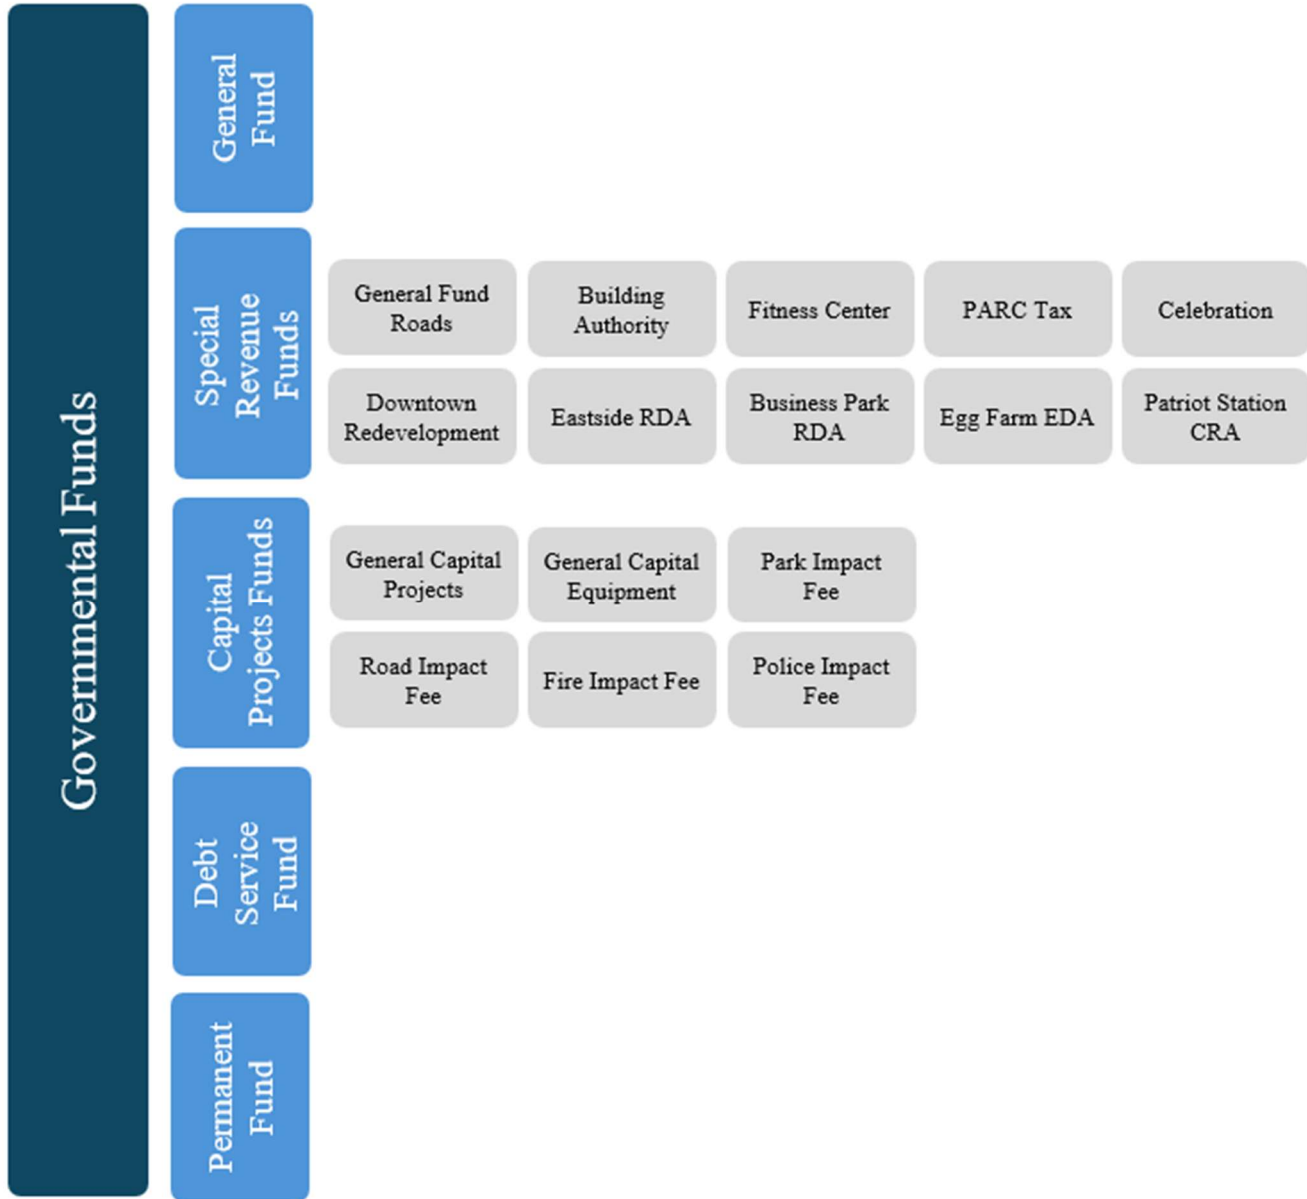 Governmental Funds
General
Fund
Special
Revenue
Funds
General Fund
Roads
Building
Authority
Fitness Center
PARC Tax
Celebration
Downtown
Redevelopment
Eastside RDA
Business Park
RDA
Egg Farm EDA
Patriot Station
CRA
Capital
Projects Funds
General Capital
Projects
General Capital
Equipment
Park Impact
Fee
Road Impact
Fee
Fire Impact Fee
Police Impact
Fee
Debt
Service
Fund
Permanent
Fund